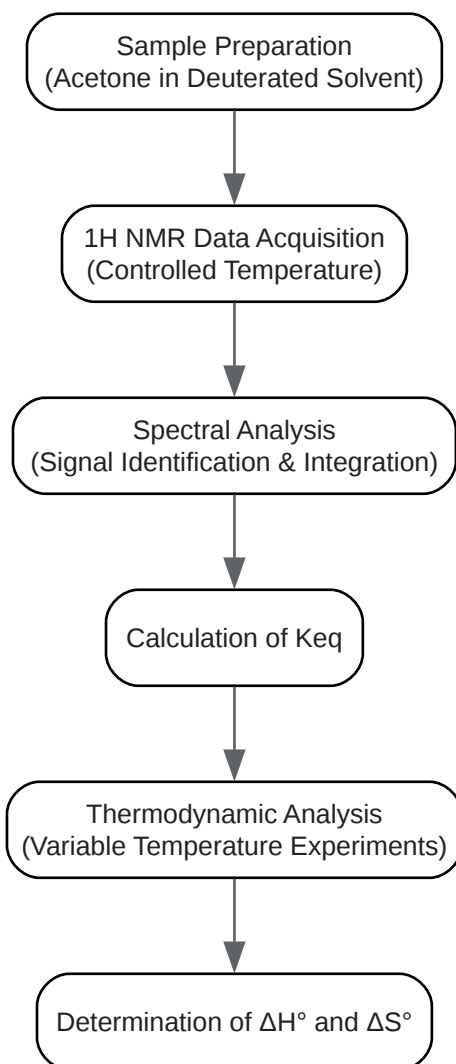 Sample Preparation
(Acetone in Deuterated Solvent)
1H NMR Data Acquisition
(Controlled Temperature)
Spectral Analysis
(Signal Identification & Integration)
Calculation of Keq
Thermodynamic Analysis
(Variable Temperature Experiments)
Determination of ΔH° and ΔS°